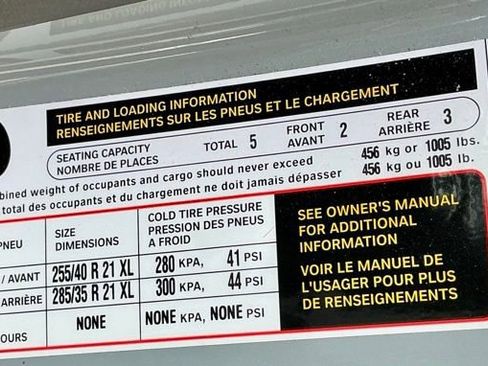 TIRE AND LOADING INFORMATION
RENSEIGNEMENTS SUR LES PNEUS ET LE CHARGEMENT
SEATING CAPACITY
NOMBRE DE PLACES
TOTAL 5
FRONT
AVANT 2
REAR
ARRIÈRE 3
bined weight of occupants and cargo should never exceed 456 kg or 1005 lbs.
total des occupants et du chargement ne doit jamais dépasser 456 kg ou 1005 lb.
PNEU
SIZE
DIMENSIONS
COLD TIRE PRESSURE
PRESSION DES PNEUS
A FROID
/ AVANT 255/40 R 21 XL 280 KPA, 41 PSI
ARRIÈRE 285/35 R 21 XL 300 KPA, 44 PSI
OURS NONE NONE KPA, NONE PSI
SEE OWNER'S MANUAL
FOR ADDITIONAL
INFORMATION
VOIR LE MANUEL DE
L'USAGER POUR PLUS
DE RENSEIGNEMENTS